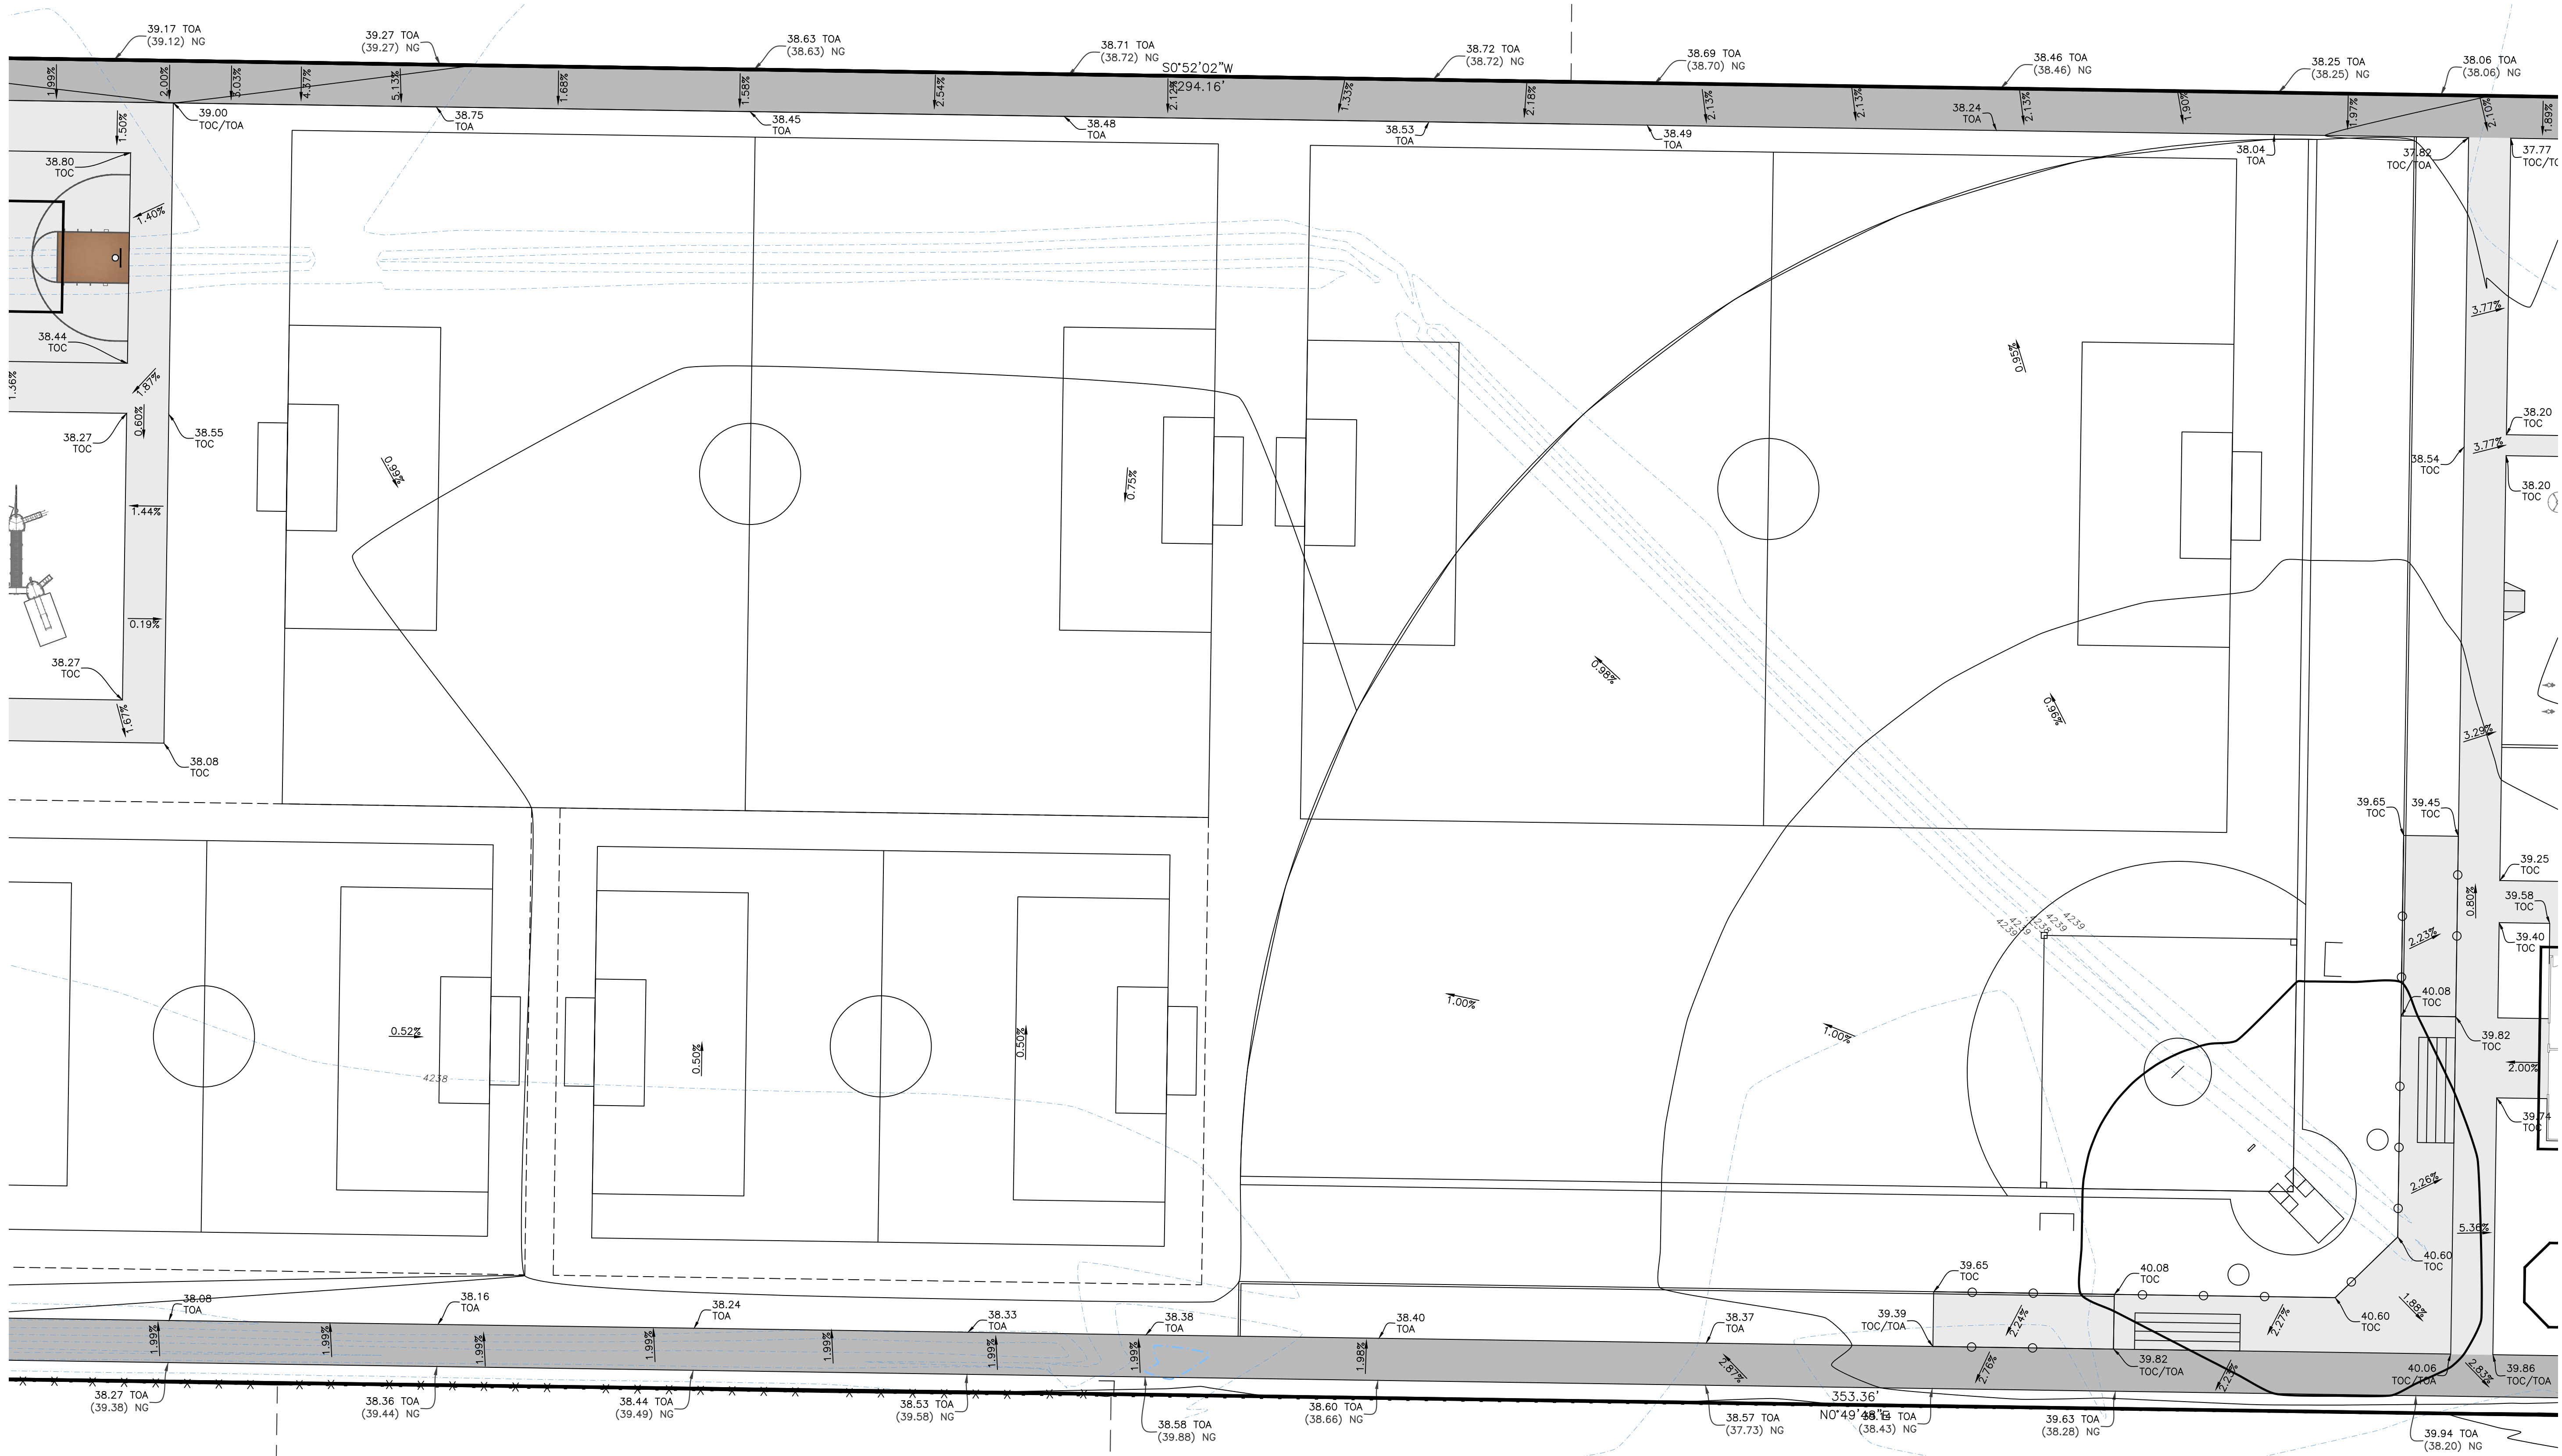 39.17 TOA
(39.12) NG
39.27 TOA
(39.27) NG
38.63 TOA
(38.63) NG
38.71 TOA
(38.72) NG
S0°52'02"W
294.16'
38.72 TOA
(38.72) NG
38.69 TOA
(38.70) NG
38.46 TOA
(38.46) NG
38.25 TOA
(38.25) NG
38.06 TOA
(38.06) NG
1.99%
2.00%
3.03%
4.37%
5.13%
1.68%
1.58%
2.54%
2.12%
1.33%
2.18%
2.13%
2.13%
2.13%
1.90%
1.97%
2.10%
1.89%
39.00
TOC/TOA
38.75
TOA
38.45
TOA
38.48
TOA
38.53
TOA
38.49
TOA
38.24
TOA
38.04
TOA
37.82
TOC/TOA
37.77
1.50%
38.80
TOC
1.40%
38.44
TOC
1.36%
1.87%
0.60%
38.27
TOC
38.55
TOC
1.44%
0.19%
38.27
TOC
1.67%
38.08
TOC
0.99%
0.75%
0.95%
0.98%
0.96%
3.77%
3.77%
38.20
TOC
38.54
TOC
38.20
TOC
3.29%
39.65
TOC
39.45
TOC
39.25
TOC
0.80%
39.58
TOC
39.40
TOC
2.23%
4239
4239
4238
4239
4239
40.08
TOC
39.82
TOC
2.00%
39.74
TOC
0.52%
0.50%
0.50%
1.00%
1.00%
4238
2.26%
5.36%
40.60
TOC
40.60
TOC
1.88%
39.65
TOC
40.08
TOC
39.39
TOC/TOA
2.24%
2.27%
38.08
TOA
38.16
TOA
38.24
TOA
38.33
TOA
38.38
TOA
38.40
TOA
38.37
TOA
1.99%
1.99%
1.99%
1.99%
1.99%
1.99%
1.99%
1.98%
2.87%
2.76%
39.82
TOC/TOA
2.23%
40.06
TOC/TOA
2.83%
39.86
TOC/TOA
38.27 TOA
(39.38) NG
38.36 TOA
(39.44) NG
38.44 TOA
(39.49) NG
38.53 TOA
(39.58) NG
38.58 TOA
(39.88) NG
38.60 TOA
(38.66) NG
38.57 TOA
(37.73) NG
353.36'
N0°49'48"E
TOA
(38.43) NG
39.63 TOA
(38.28) NG
39.94 TOA
(38.20) NG